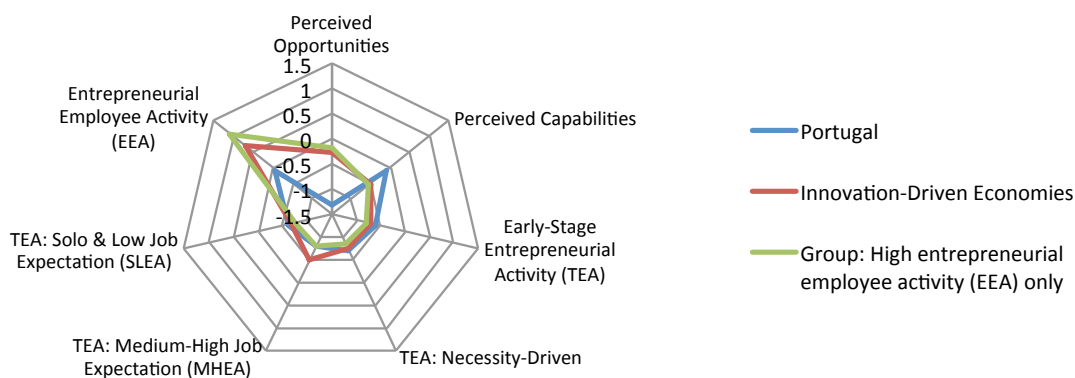 Perceived
Opportunities
1.5
1
0.5
0
-0.5
-1
-1.5
Entrepreneurial
Employee Activity
(EEA)
Perceived Capabilities
TEA: Solo & Low Job
Expectation (SLEA)
Early-Stage
Entrepreneurial
Activity (TEA)
TEA: Medium-High Job
Expectation (MHEA)
TEA: Necessity-Driven
Portugal
Innovation-Driven Economies
Group: High entrepreneurial
employee activity (EEA) only